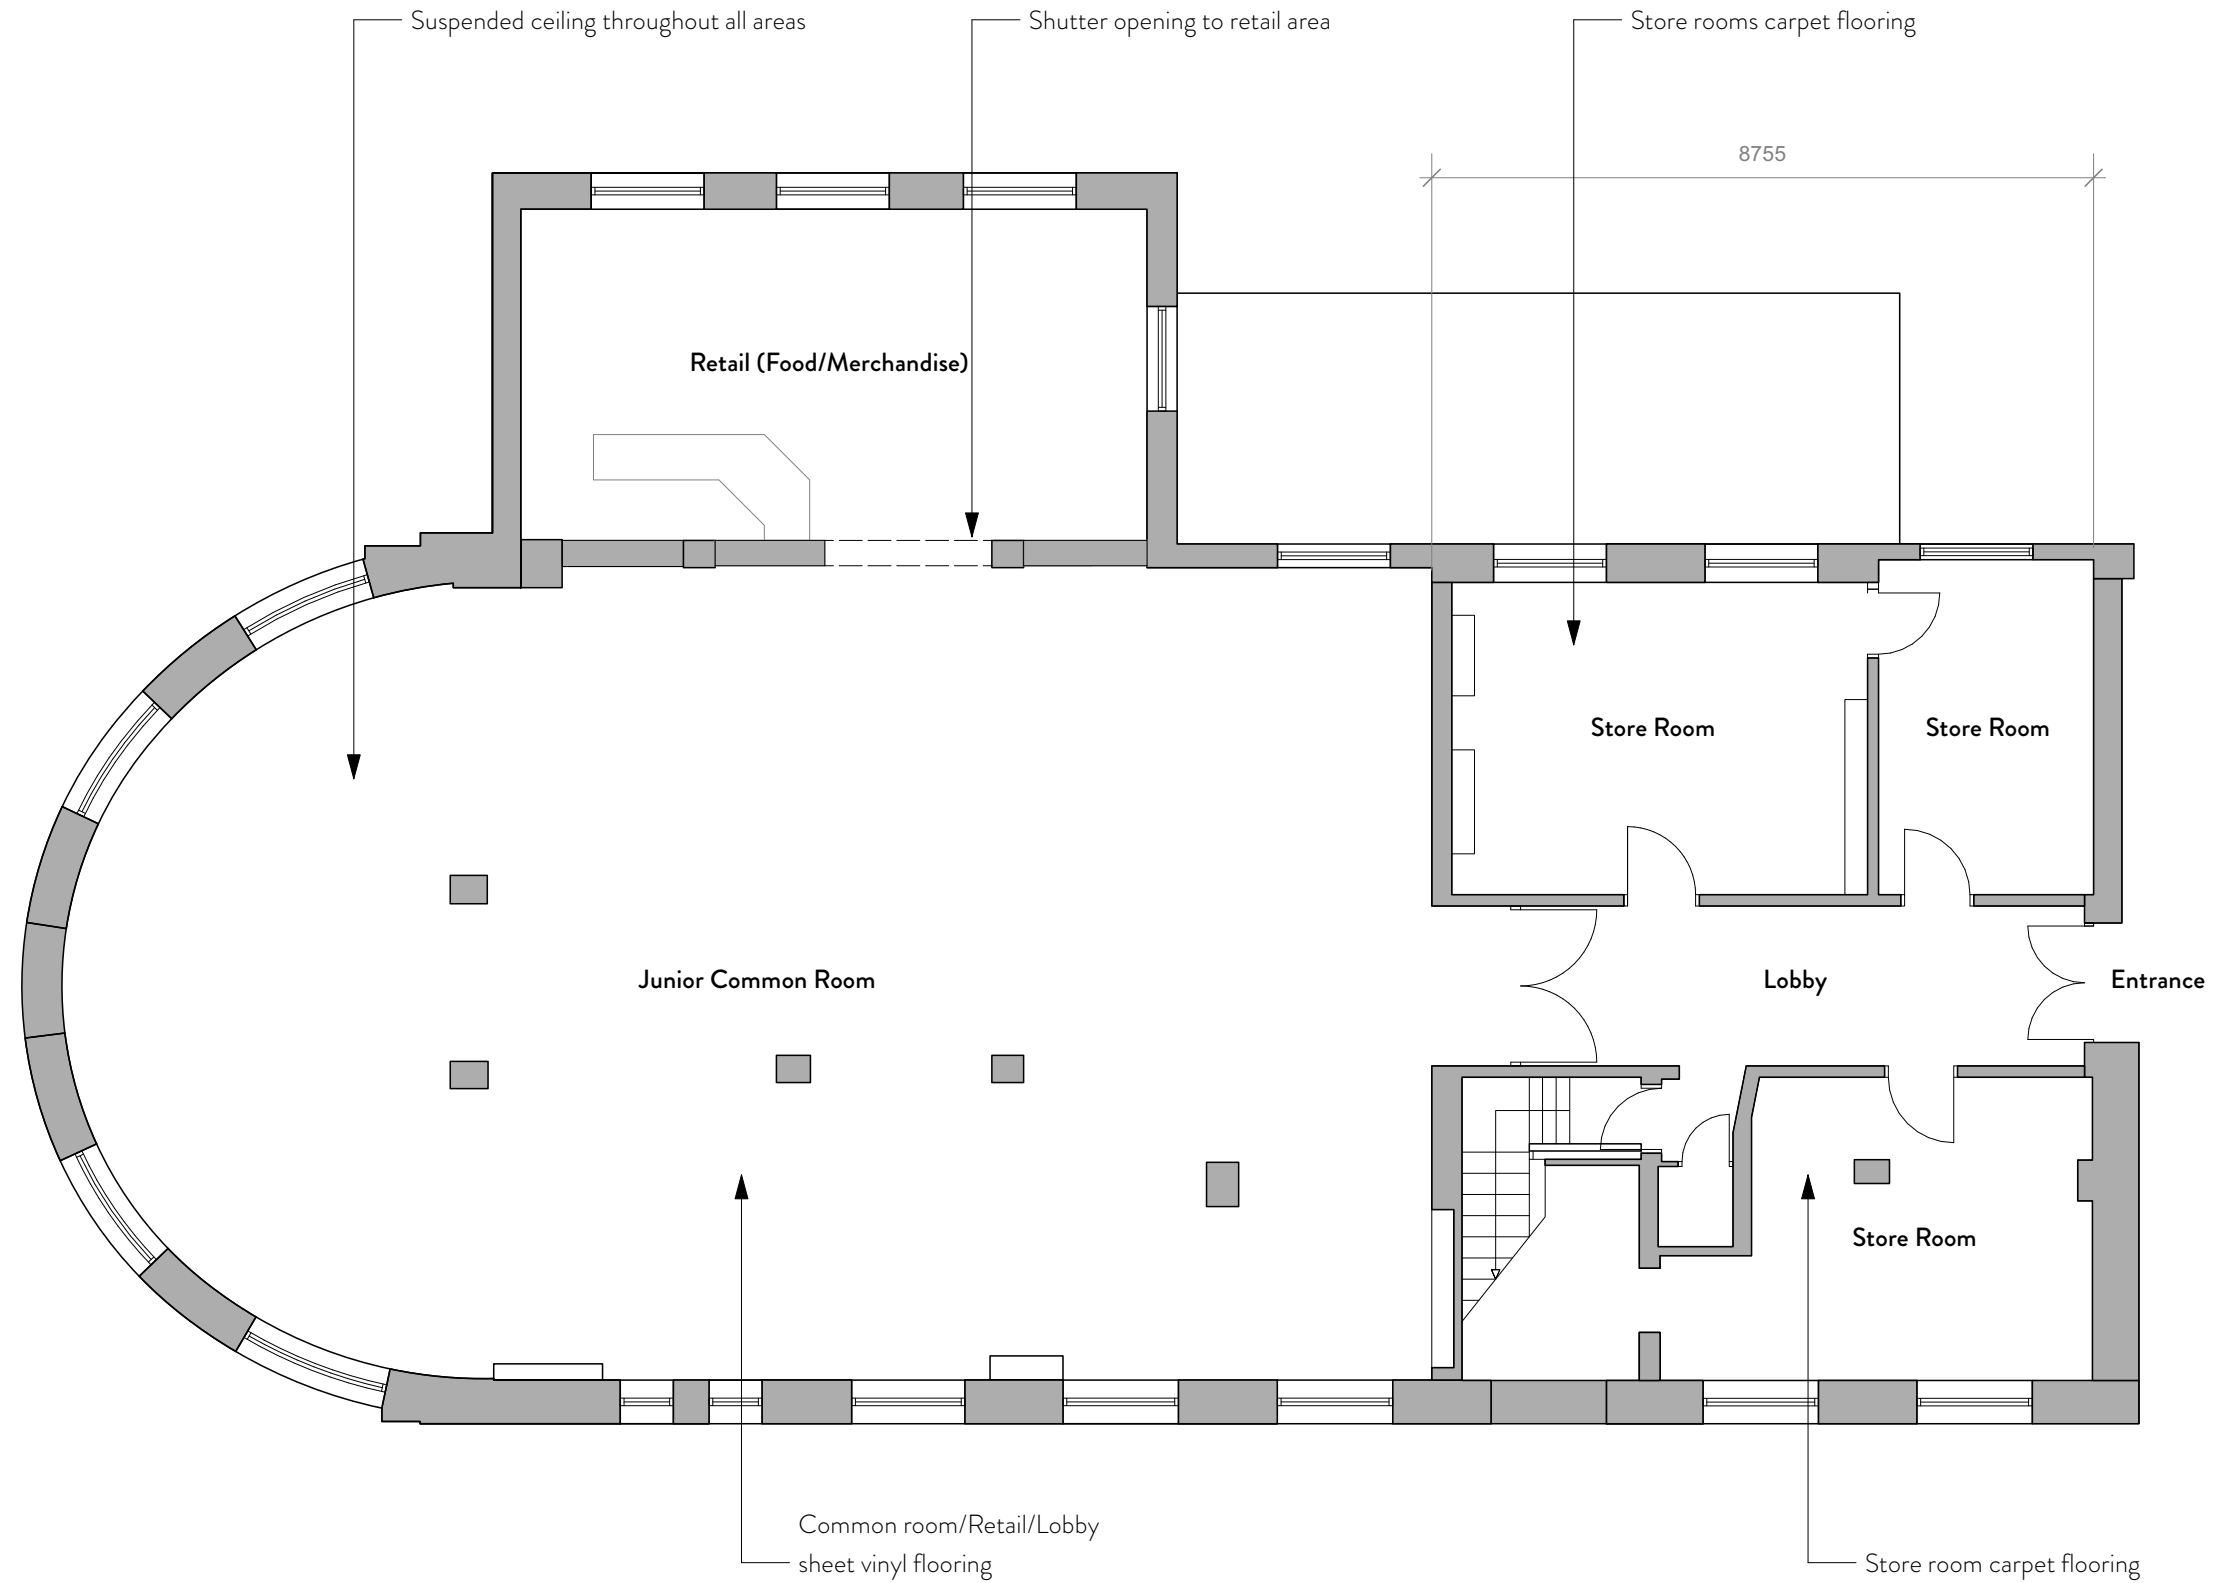 Suspended ceiling throughout all areas
Shutter opening to retail area
Store rooms carpet flooring
8755
Retail (Food/Merchandise)
Store Room
Store Room
Junior Common Room
Lobby
Entrance
Store Room
Common room/Retail/Lobby
sheet vinyl flooring
Store room carpet flooring